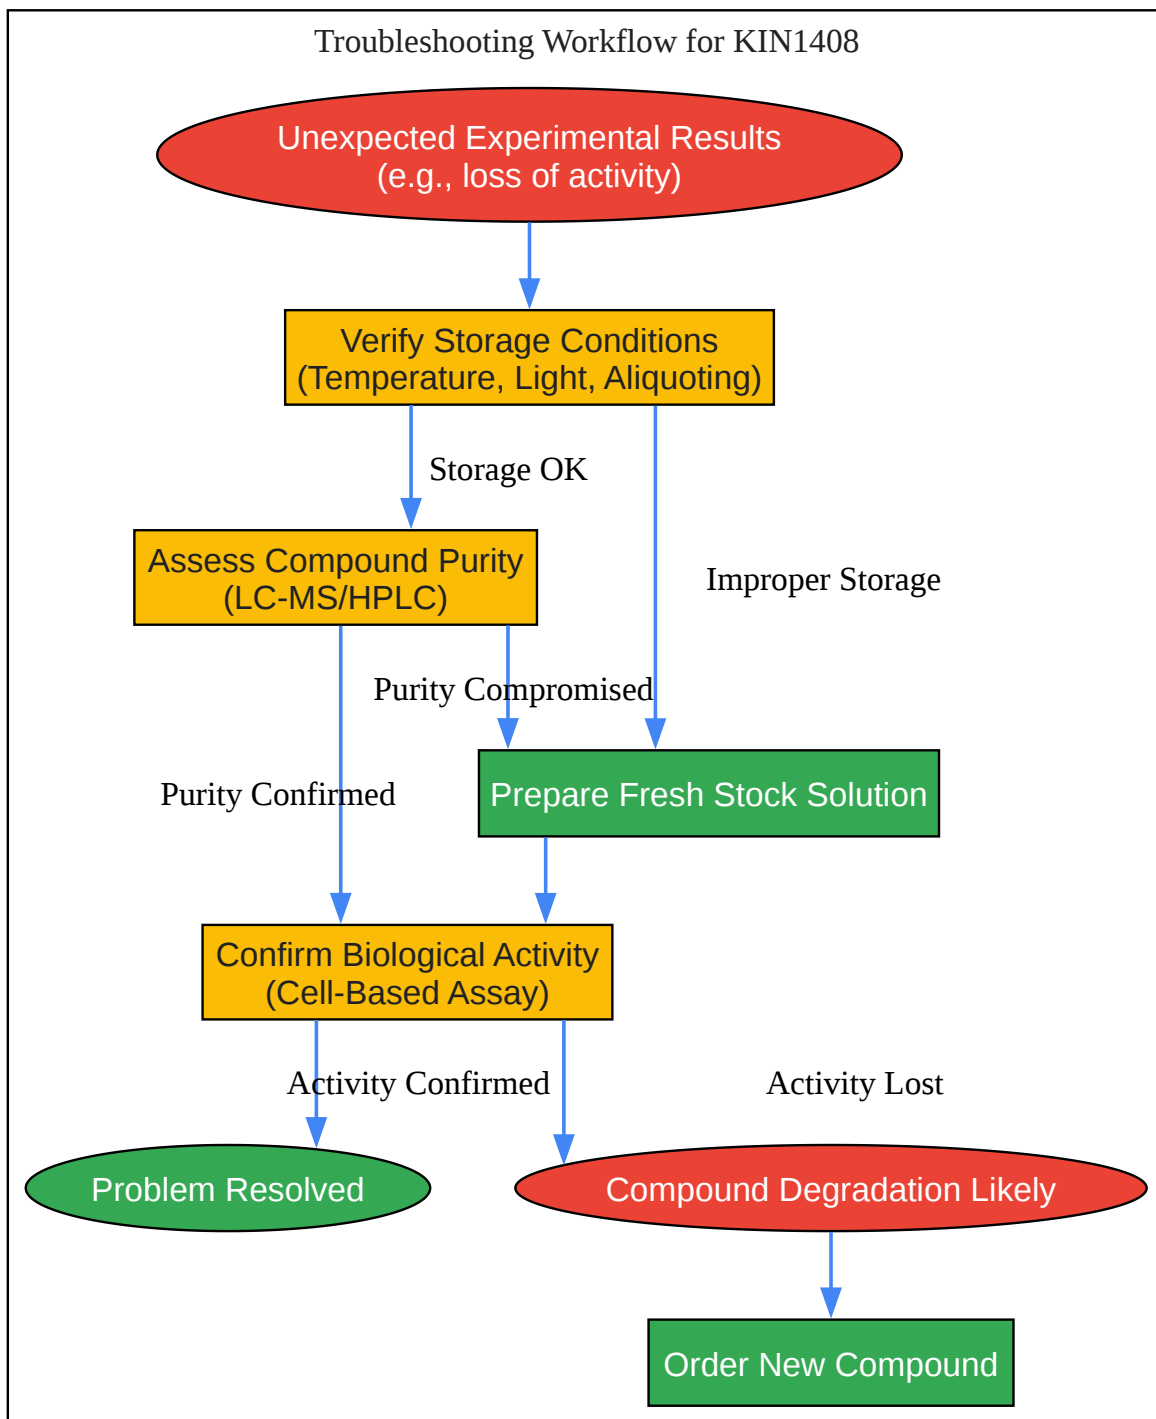 Troubleshooting Workflow for KIN1408
Unexpected Experimental Results
(e.g., loss of activity)
Verify Storage Conditions
(Temperature, Light, Aliquoting)
Storage OK
Assess Compound Purity
(LC-MS/HPLC)
Improper Storage
Purity Compromised
Purity Confirmed
Prepare Fresh Stock Solution
Confirm Biological Activity
(Cell-Based Assay)
Activity Confirmed
Activity Lost
Problem Resolved
Compound Degradation Likely
Order New Compound